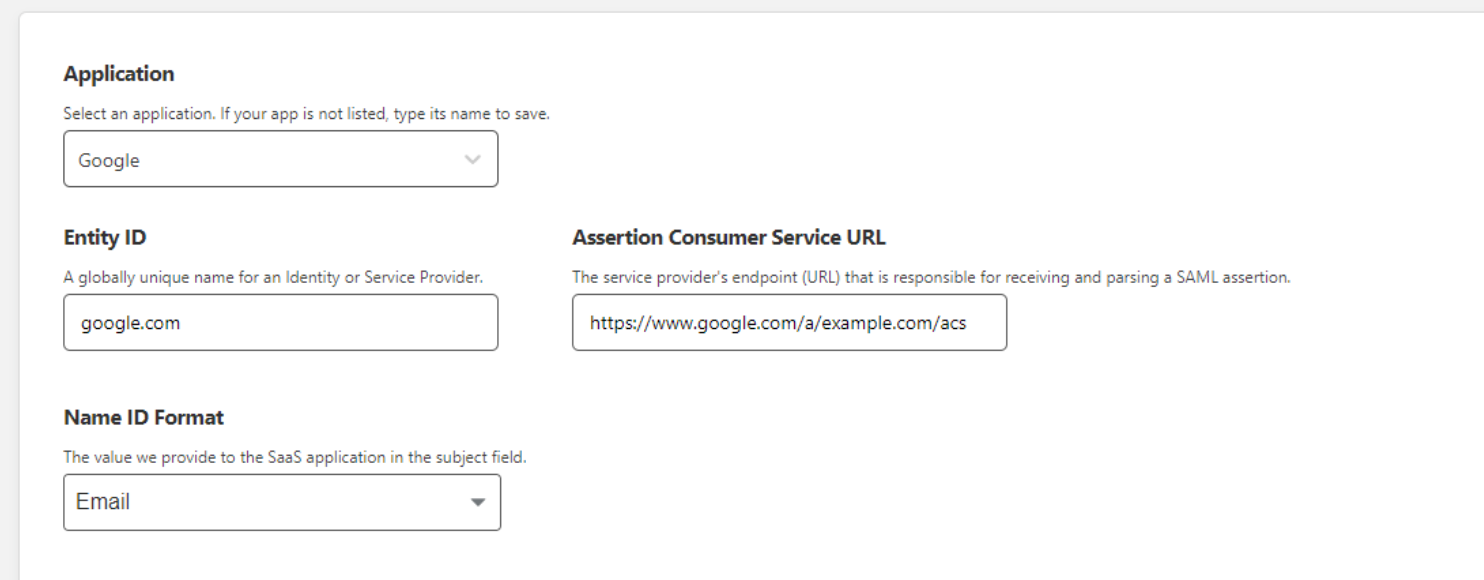 Application
Select an application. If your app is not listed, type its name to save.
Google
Entity ID
A globally unique name for an Identity or Service Provider.
google.com
Assertion Consumer Service URL
The service provider's endpoint (URL) that is responsible for receiving and parsing a SAML assertion.
https://www.google.com/a/example.com/acs
Name ID Format
The value we provide to the SaaS application in the subject field.
Email